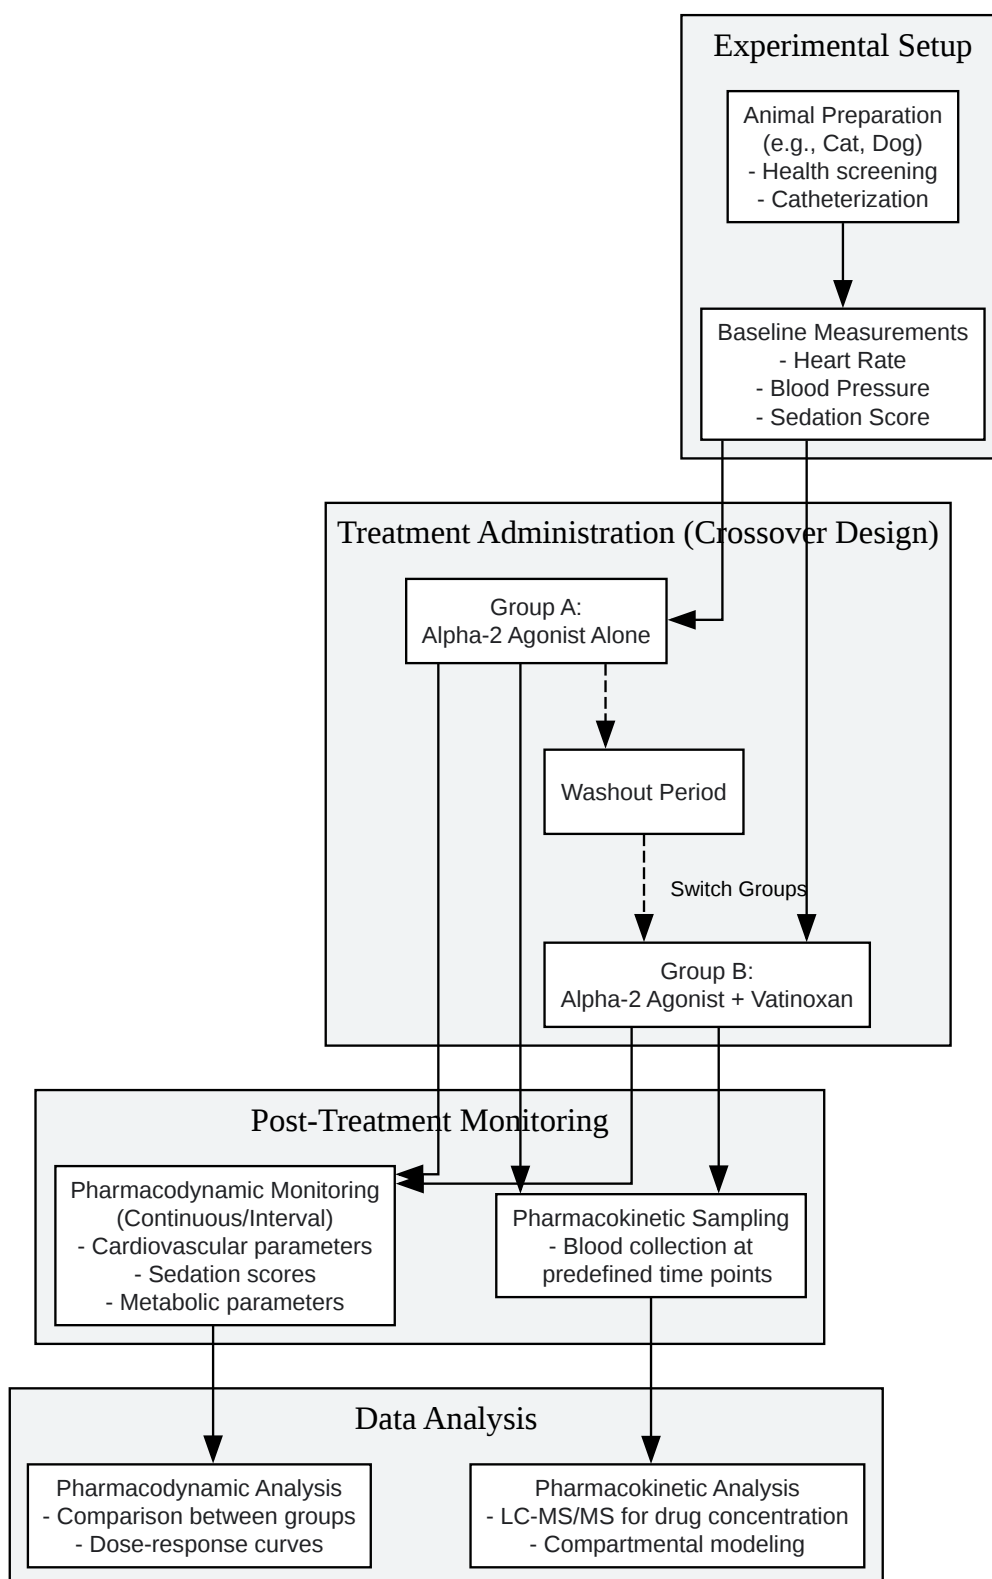 Experimental Setup
Animal Preparation
(e.g., Cat, Dog)
- Health screening
- Catheterization
Baseline Measurements
- Heart Rate
- Blood Pressure
- Sedation Score
Treatment Administration (Crossover Design)
Group A:
Alpha-2 Agonist Alone
Washout Period
Switch Groups
Group B:
Alpha-2 Agonist + Vatinoxan
Post-Treatment Monitoring
Pharmacodynamic Monitoring
(Continuous/Interval)
- Cardiovascular parameters
- Sedation scores
- Metabolic parameters
Pharmacokinetic Sampling
- Blood collection at
predefined time points
Data Analysis
Pharmacodynamic Analysis
- Comparison between groups
- Dose-response curves
Pharmacokinetic Analysis
- LC-MS/MS for drug concentration
- Compartmental modeling